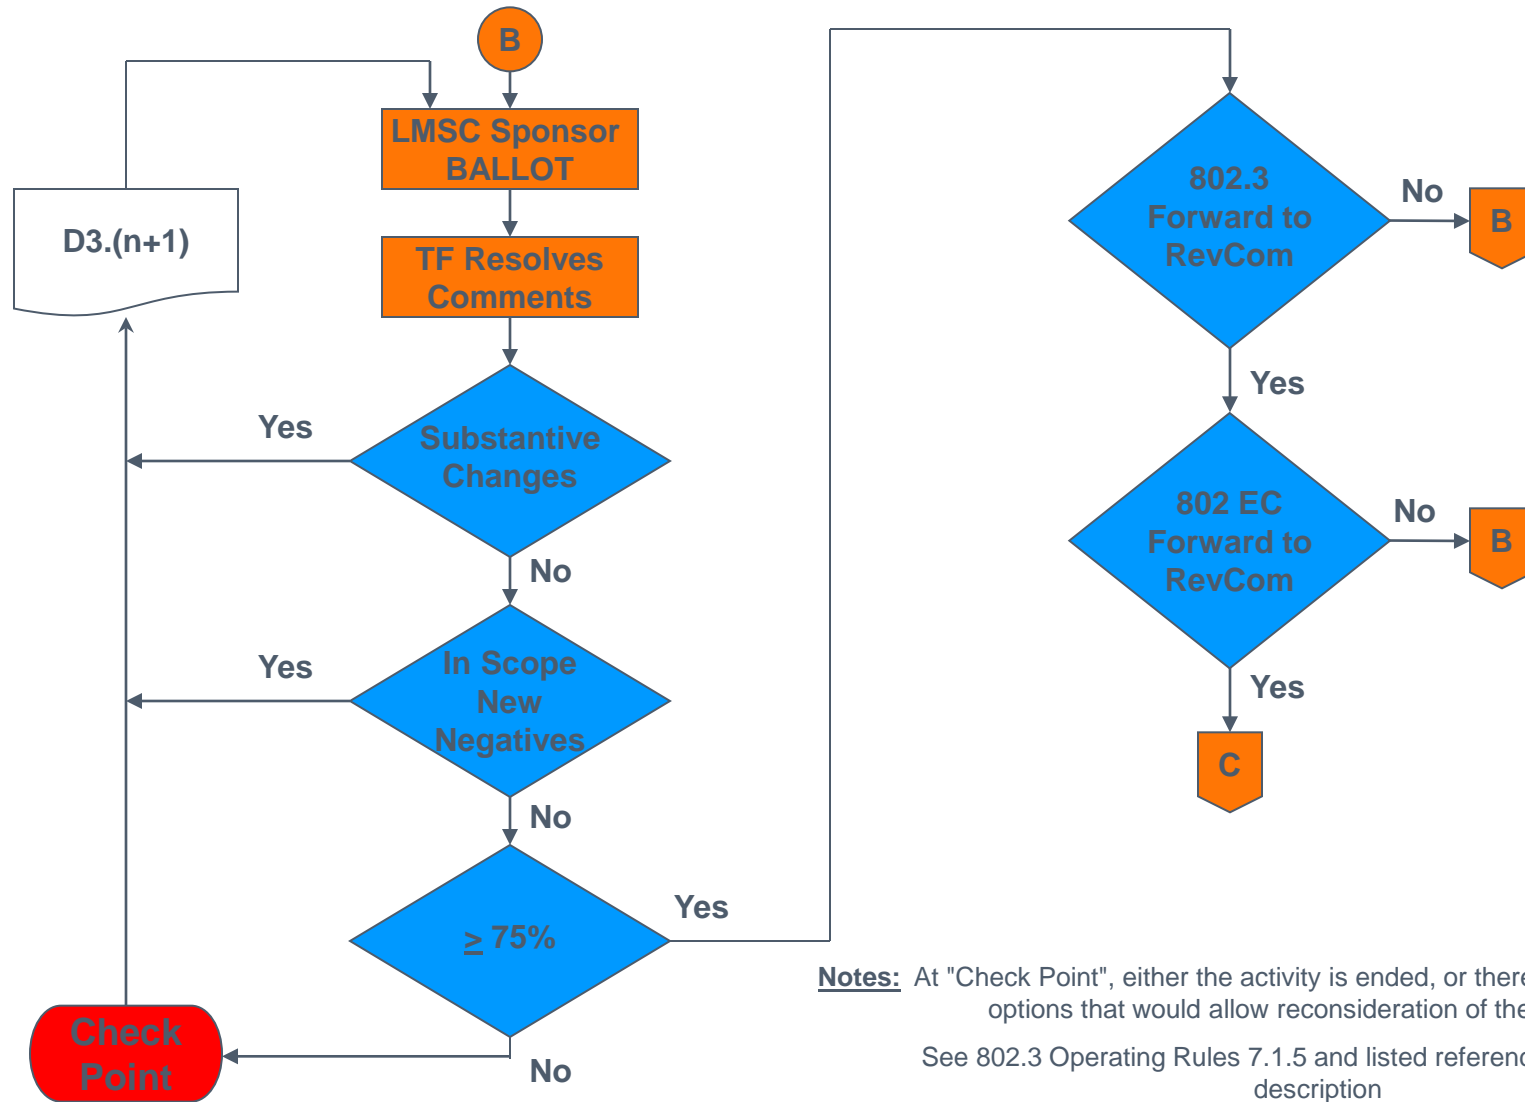 B
LMSC Sponsor
BALLOT
D3.(n+1)
TF Resolves
Comments
Yes
Substantive
Changes
No
Yes
In Scope
New
Negatives
No
≥ 75%
Yes
No
Check
Point
802.3
Forward to
RevCom
No
B
Yes
802 EC
Forward to
RevCom
No
B
Yes
C
Notes: At "Check Point", either the activity is ended, or there
options that would allow reconsideration of the
See 802.3 Operating Rules 7.1.5 and listed referenc
description